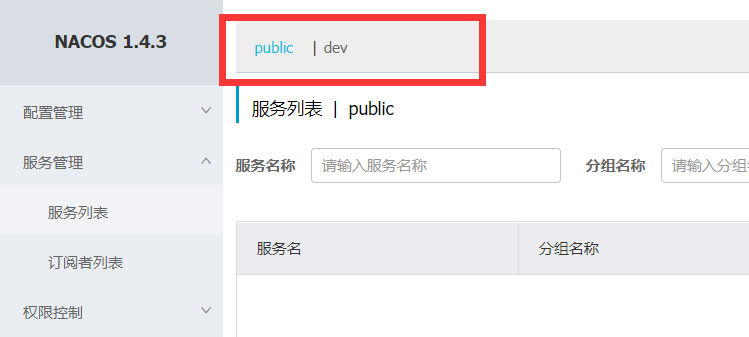 NACOS 1.4.3
配置管理
服务管理
服务列表
订阅者列表
权限控制
public | dev
服务列表 | public
服务名称 请输入服务名称 分组名称 请输入分组
服务名 分组名称